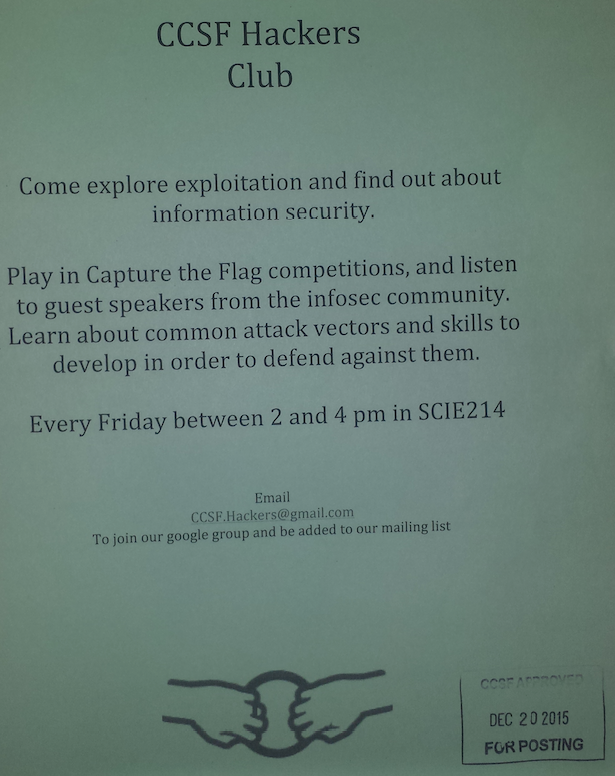 CCSF Hackers
Club
Come explore exploitation and find out about
information security.
Play in Capture the Flag competitions, and listen
to guest speakers from the infosec community.
Learn about common attack vectors and skills to
develop in order to defend against them.
Every Friday between 2 and 4 pm in SCIE214
Email
CCSF.Hackers@gmail.com
To join our google group and be added to our mailing list
CCSF APPROVED
DEC 20 2015
FOR POSTING